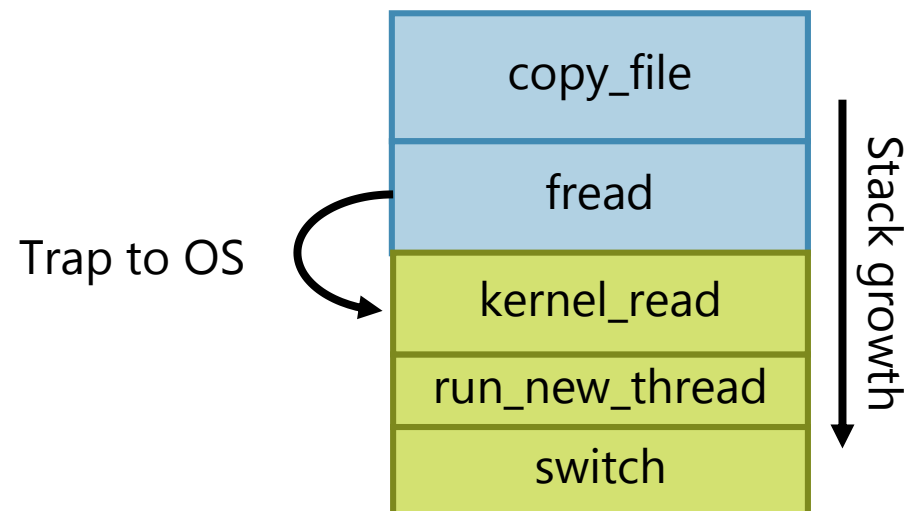 copy_file
fread
Trap to OS
kernel_read
run_new_thread
switch
Stack growth